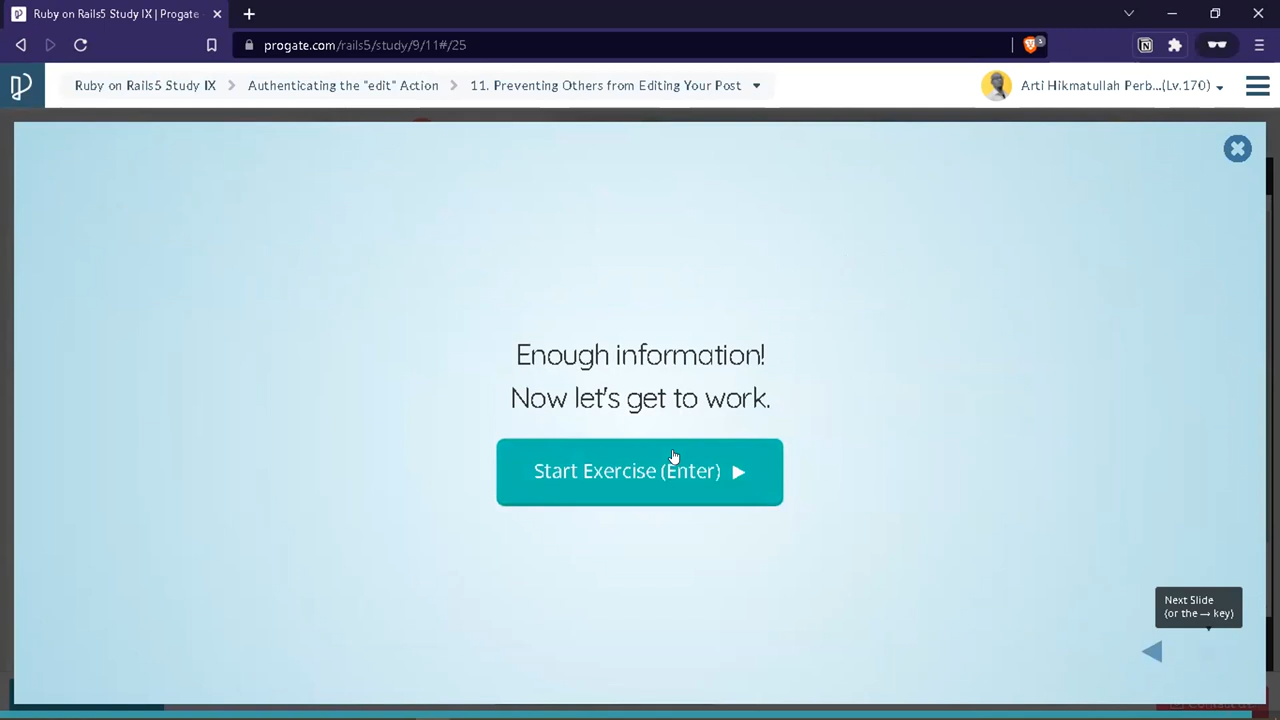 Ruby on Rails5 Study IX | Progate
progate.com/rails5/study/9/11#/25
3
Ruby on Rails5 Study IX
Authenticating the "edit" Action
11. Preventing Others from Editing Your Post
Arti Hikmatullah Perb...(Lv.170)
Enough information!
Now let's get to work.
Start Exercise (Enter)
Next Slide
(or the → key)